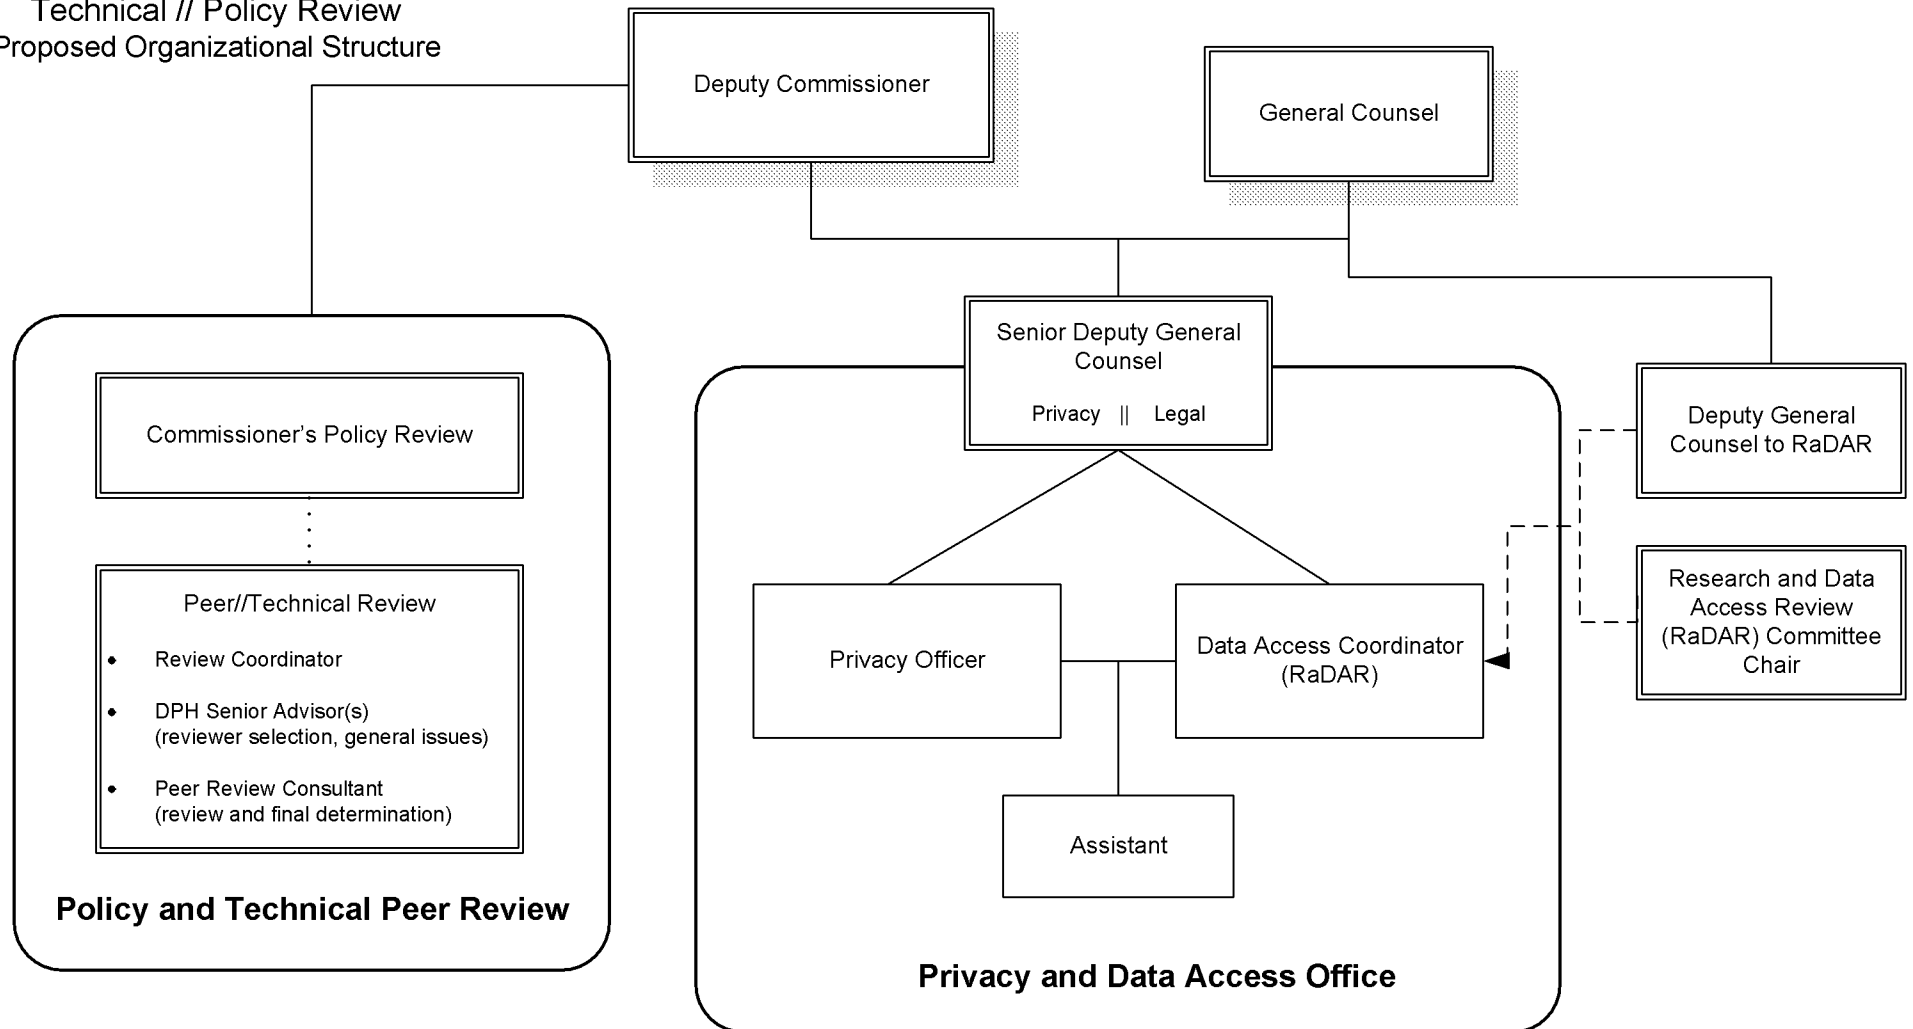 Technical // Policy Review
Proposed Organizational Structure
Deputy Commissioner
General Counsel
Commissioner’s Policy Review
Peer//Technical Review
• Review Coordinator
• DPH Senior Advisor(s)
(reviewer selection, general issues)
• Peer Review Consultant
(review and final determination)
Policy and Technical Peer Review
Senior Deputy General
Counsel
Privacy || Legal
Privacy Officer
Data Access Coordinator
(RaDAR)
Assistant
Privacy and Data Access Office
Deputy General
Counsel to RaDAR
Research and Data
Access Review
(RaDAR) Committee
Chair